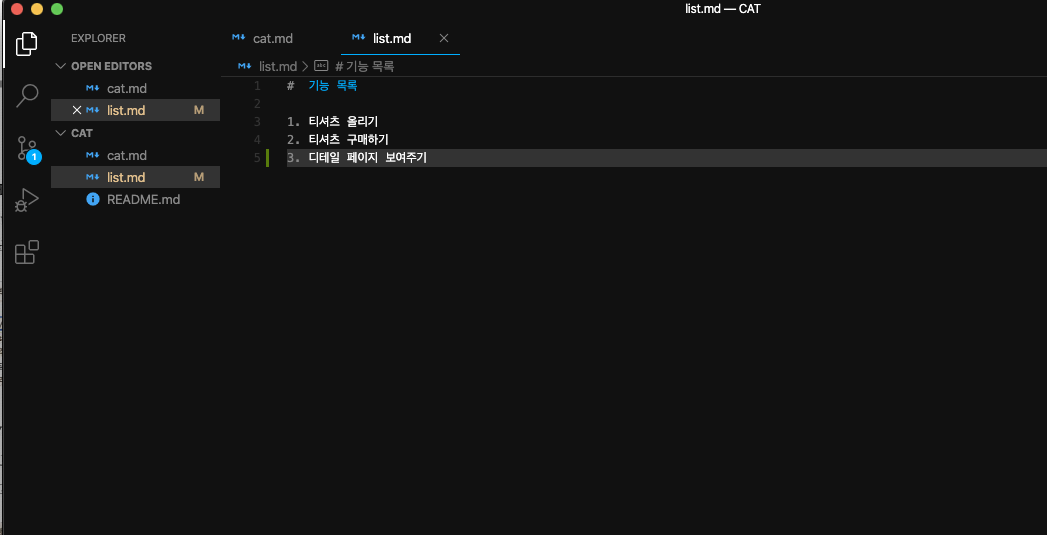 list.md — CAT
EXPLORER
OPEN EDITORS
cat.md
list.md M
CAT
cat.md
list.md M
README.md
1
cat.md list.md
list.md > # 기능 목록
1 # 기능 목록
2
3 1. 티셔츠 올리기
4 2. 티셔츠 구매하기
5 3. 디테일 페이지 보여주기